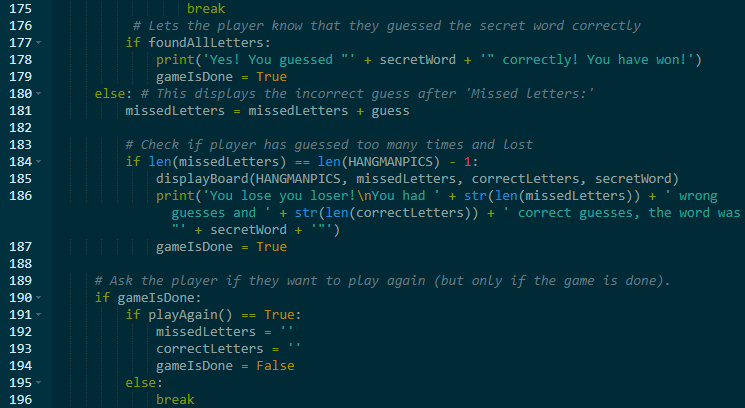 175 break
176 # Lets the player know that they guessed the secret word correctly
177 if foundAllLetters:
178 print('Yes! You guessed "' + secretWord + '" correctly! You have won!')
179 gameIsDone = True
180 else: # This displays the incorrect guess after 'Missed letters:'
181 missedLetters = missedLetters + guess
182
183 # Check if player has guessed too many times and lost
184 if len(missedLetters) == len(HANGMANPICS) - 1:
185 displayBoard(HANGMANPICS, missedLetters, correctLetters, secretWord)
186 print('You lose you loser!\nYou had ' + str(len(missedLetters)) + ' wrong
guesses and ' + str(len(correctLetters)) + ' correct guesses, the word was
"' + secretWord + '"')
187 gameIsDone = True
188
189 # Ask the player if they want to play again (but only if the game is done).
190 if gameIsDone:
191 if playAgain() == True:
192 missedLetters = ''
193 correctLetters = ''
194 gameIsDone = False
195 else:
196 break